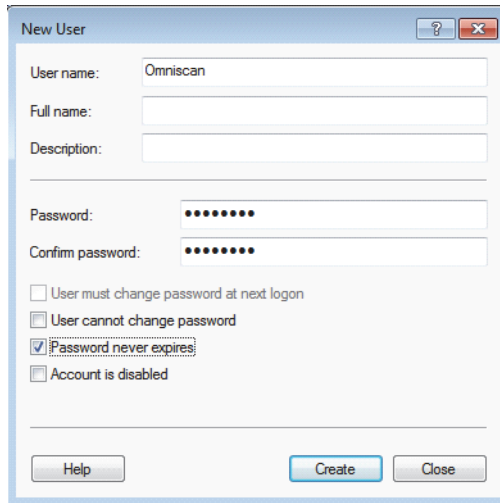 New User
User name: Omniscan
Full name:
Description:
Password: ••••••••
Confirm password: ••••••••
User must change password at next logon
User cannot change password
Password never expires
Account is disabled
Help Create Close